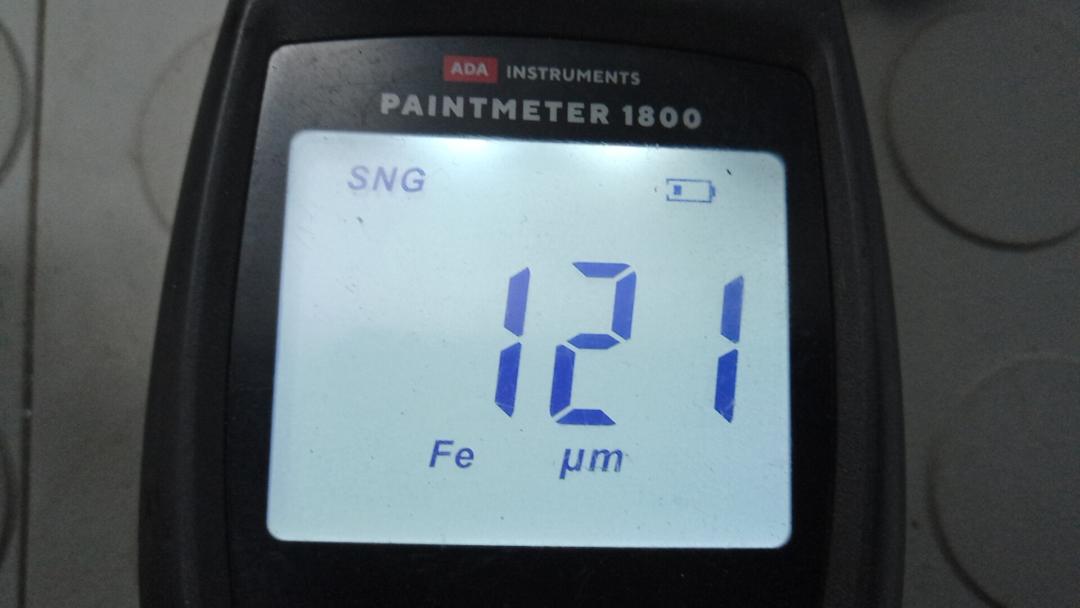 ADA INSTRUMENTS
PAINTMETER 1800
SNG
121
Fe µm